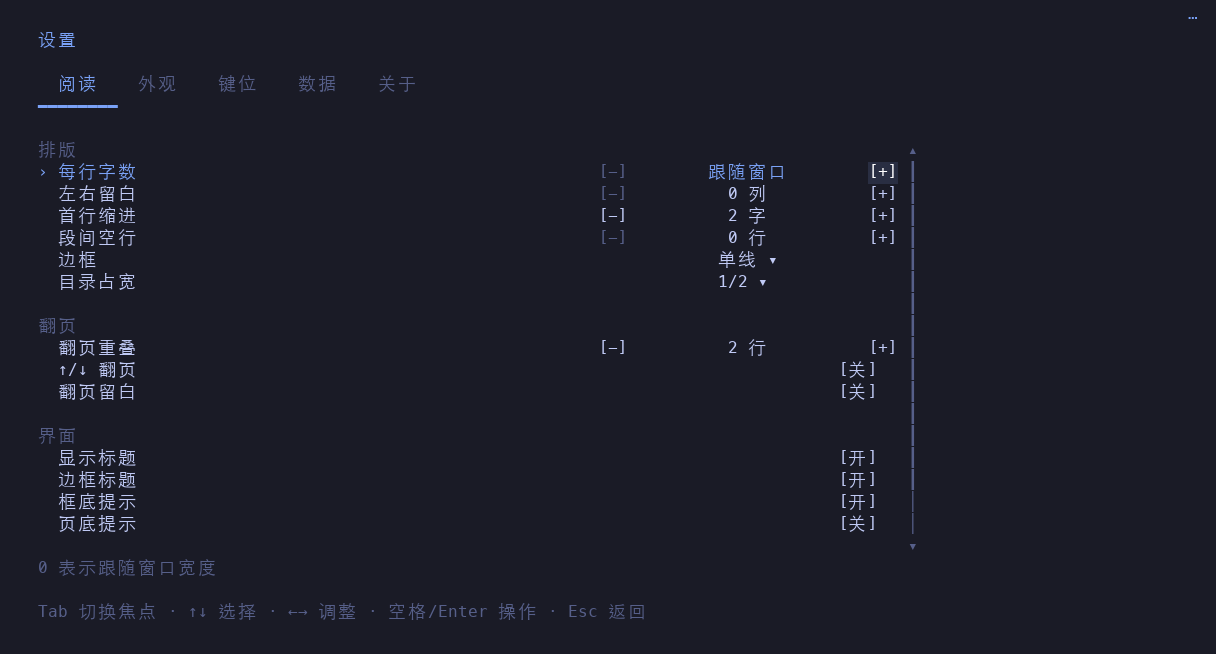 …
设置
阅读 外观 键位 数据 关于
排版 ▴
› 每行字数 [−] 跟随窗口 [+]
左右留白 [−] 0 列 [+]
首行缩进 [−] 2 字 [+]
段间空行 [−] 0 行 [+]
边框 单线 ▾
目录占宽 1/2 ▾
翻页
翻页重叠 [−] 2 行 [+]
↑/↓ 翻页 [关]
翻页留白 [关]
界面
显示标题 [开]
边框标题 [开]
框底提示 [开]
页底提示 [关]
▾
0 表示跟随窗口宽度
Tab 切换焦点 · ↑↓ 选择 · ←→ 调整 · 空格/Enter 操作 · Esc 返回